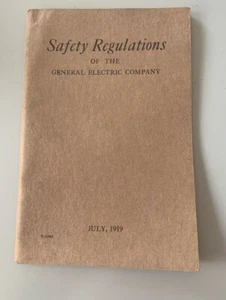 Safety Regulations
OF THE
GENERAL ELECTRIC COMPANY
JULY, 1919